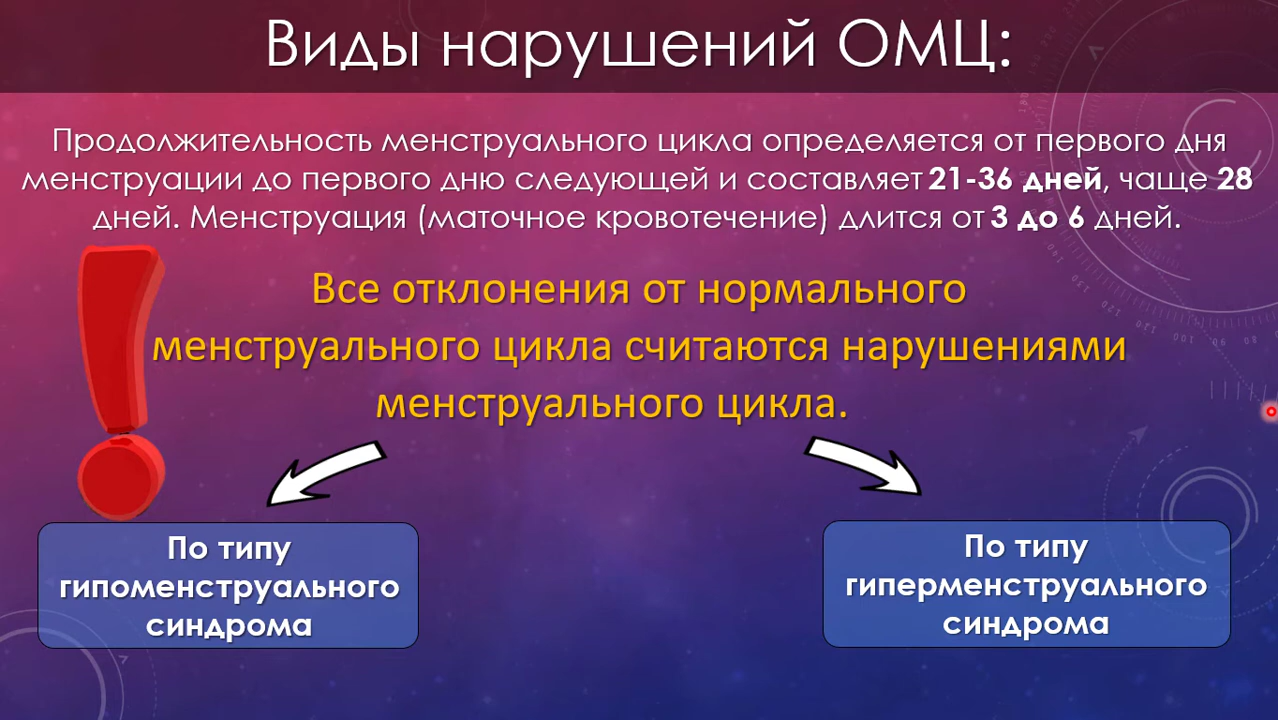 Виды нарушений ОМЦ:
Продолжительность менструального цикла определяется от первого дня
менструации до первого дню следующей и составляет 21-36 дней, чаще 28
дней. Менструация (маточное кровотечение) длится от 3 до 6 дней.
Все отклонения от нормального
менструального цикла считаются нарушениями
менструального цикла.
По типу
гипоменструального
синдрома
По типу
гиперменструального
синдрома